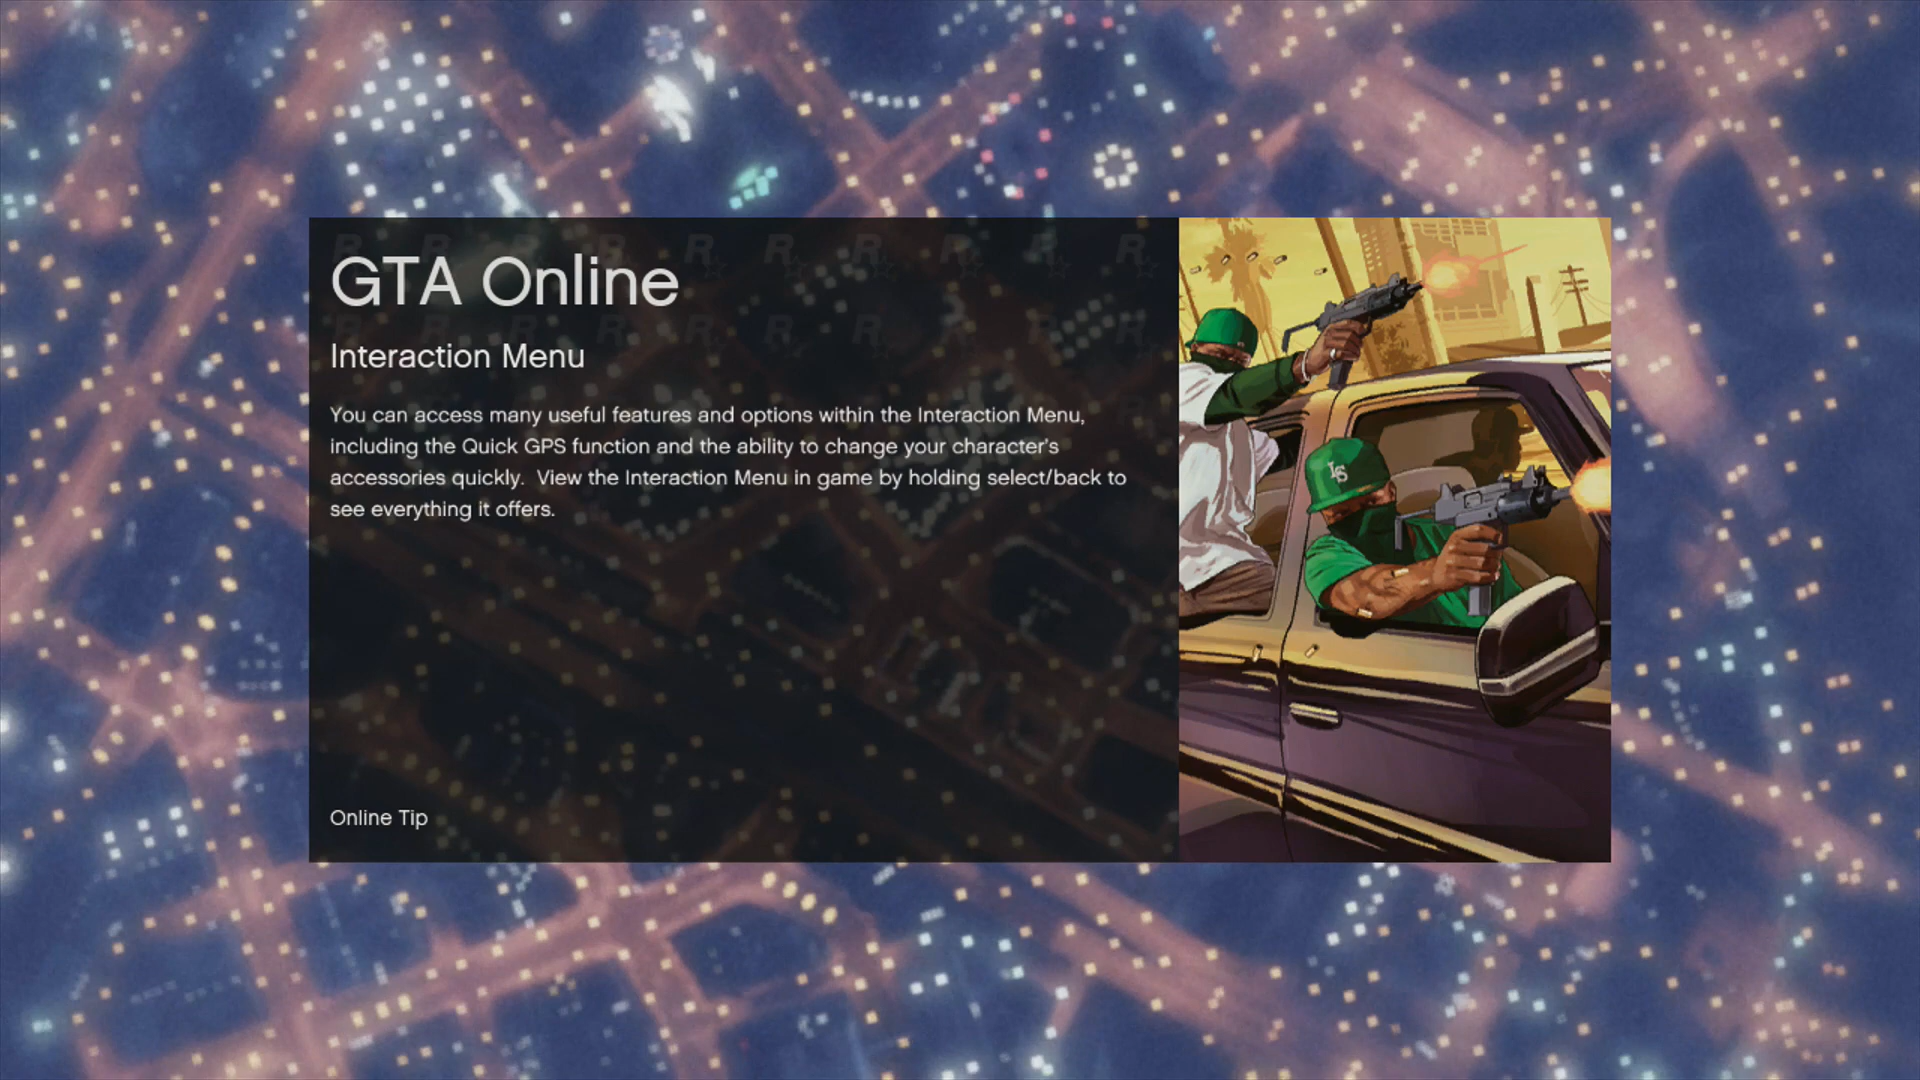 GTA Online
Interaction Menu
You can access many useful features and options within the Interaction Menu,
including the Quick GPS function and the ability to change your character's
accessories quickly.  View the Interaction Menu in game by holding select/back to
see everything it offers.
Online Tip
LS